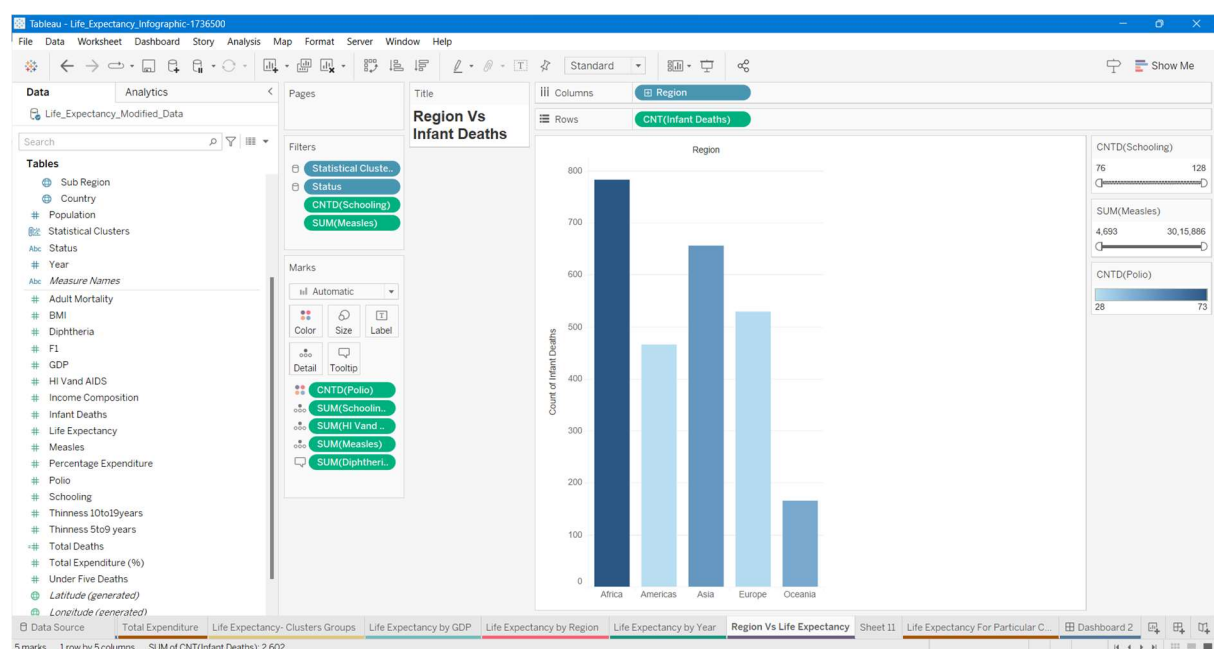 Tableau - Life_Expectancy_Infographic-1736500
File Data Worksheet Dashboard Story Analysis Map Format Server Window Help
Standard
Show Me
Data Analytics
Life_Expectancy_Modified_Data
Search
Tables
Sub Region
Country
Population
Statistical Clusters
Abc Status
Year
Abc Measure Names
Adult Mortality
BMI
Diphtheria
F1
GDP
HI Vand AIDS
Income Composition
Infant Deaths
Life Expectancy
Measles
Percentage Expenditure
Polio
Schooling
Thinness 10to19years
Thinness 5to9 years
Total Deaths
Total Expenditure (%)
Under Five Deaths
Latitude (generated)
Longitude (generated)
Pages
Filters
Statistical Cluste..
Status
CNTD(Schooling)
SUM(Measles)
Marks
Automatic
Color Size Label
Detail Tooltip
CNTD(Polio)
SUM(Schoolin..
SUM(HI Vand ..
SUM(Measles)
SUM(Diphtheri..
Title
Region Vs
Infant Deaths
Columns Region
Rows CNT(Infant Deaths)
Region
Count of Infant Deaths
800
700
600
500
400
300
200
100
0
Africa Americas Asia Europe Oceania
CNTD(Schooling)
76 128
SUM(Measles)
4,693 30,15,886
CNTD(Polio)
28 73
Data Source Total Expenditure Life Expectancy- Clusters Groups Life Expectancy by GDP Life Expectancy by Region Life Expectancy by Year Region Vs Life Expectancy Sheet 11 Life Expectancy For Particular C... Dashboard 2
5 marks 1 row by 5 columns SUM of CNT(Infant Deaths): 2,602